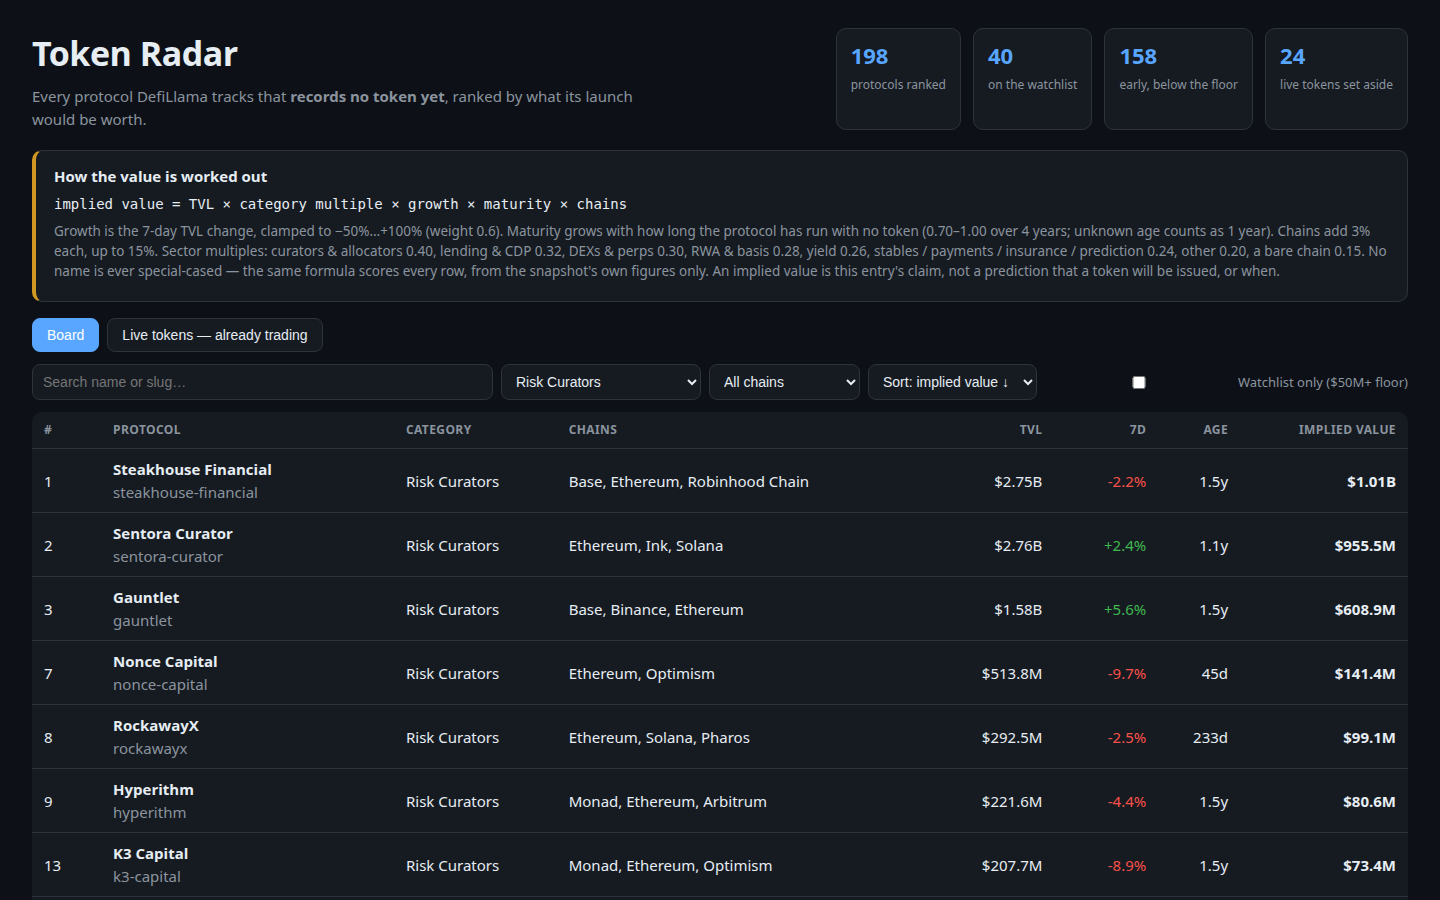 Token Radar
Every protocol DefiLlama tracks that records no token yet, ranked by what its launch
would be worth.
198
protocols ranked
40
on the watchlist
158
early, below the floor
24
live tokens set aside
How the value is worked out
implied value = TVL × category multiple × growth × maturity × chains
Growth is the 7-day TVL change, clamped to −50%…+100% (weight 0.6). Maturity grows with how long the protocol has run with no token (0.70–1.00 over 4 years; unknown age counts as 1 year). Chains add 3%
each, up to 15%. Sector multiples: curators & allocators 0.40, lending & CDP 0.32, DEXs & perps 0.30, RWA & basis 0.28, yield 0.26, stables / payments / insurance / prediction 0.24, other 0.20, a bare chain 0.15. No
name is ever special-cased — the same formula scores every row, from the snapshot's own figures only. An implied value is this entry's claim, not a prediction that a token will be issued, or when.
Board
Live tokens — already trading
Search name or slug…
Risk Curators
All chains
Sort: implied value ↓
Watchlist only ($50M+ floor)
# PROTOCOL CATEGORY CHAINS TVL 7D AGE IMPLIED VALUE
1 Steakhouse Financial Risk Curators Base, Ethereum, Robinhood Chain $2.75B -2.2% 1.5y $1.01B
steakhouse-financial
2 Sentora Curator Risk Curators Ethereum, Ink, Solana $2.76B +2.4% 1.1y $955.5M
sentora-curator
3 Gauntlet Risk Curators Base, Binance, Ethereum $1.58B +5.6% 1.5y $608.9M
gauntlet
7 Nonce Capital Risk Curators Ethereum, Optimism $513.8M -9.7% 45d $141.4M
nonce-capital
8 RockawayX Risk Curators Ethereum, Solana, Pharos $292.5M -2.5% 233d $99.1M
rockawayx
9 Hyperithm Risk Curators Monad, Ethereum, Arbitrum $221.6M -4.4% 1.5y $80.6M
hyperithm
13 K3 Capital Risk Curators Monad, Ethereum, Optimism $207.7M -8.9% 1.5y $73.4M
k3-capital